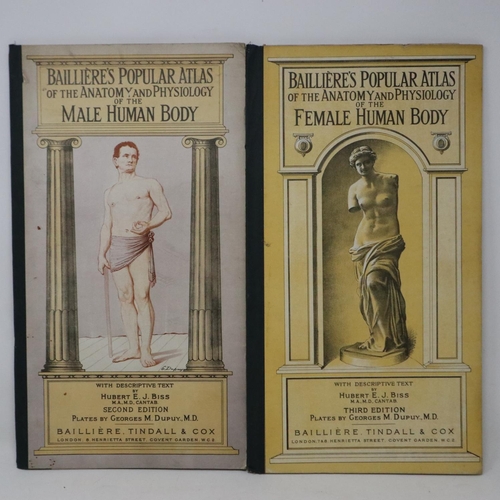 BAILLIÈRE'S POPULAR ATLAS
OF THE ANATOMY AND PHYSIOLOGY
OF THE
MALE HUMAN BODY
WITH DESCRIPTIVE TEXT
BY
HUBERT E. J. BISS
M.A., M.D. CANTAB.
SECOND EDITION
PLATES BY GEORGES M. DUPUY, M.D.
BAILLIÈRE, TINDALL & COX
LONDON: 8, HENRIETTA STREET, COVENT GARDEN, W.C.2
BAILLIÈRE'S POPULAR ATLAS
OF THE ANATOMY AND PHYSIOLOGY
OF THE
FEMALE HUMAN BODY
WITH DESCRIPTIVE TEXT
BY
HUBERT E. J. BISS
M.A., M.D. CANTAB.
THIRD EDITION
PLATES BY GEORGES M. DUPUY, M.D.
BAILLIÈRE, TINDALL & COX
LONDON: 7&8, HENRIETTA STREET, COVENT GARDEN, W.C.2